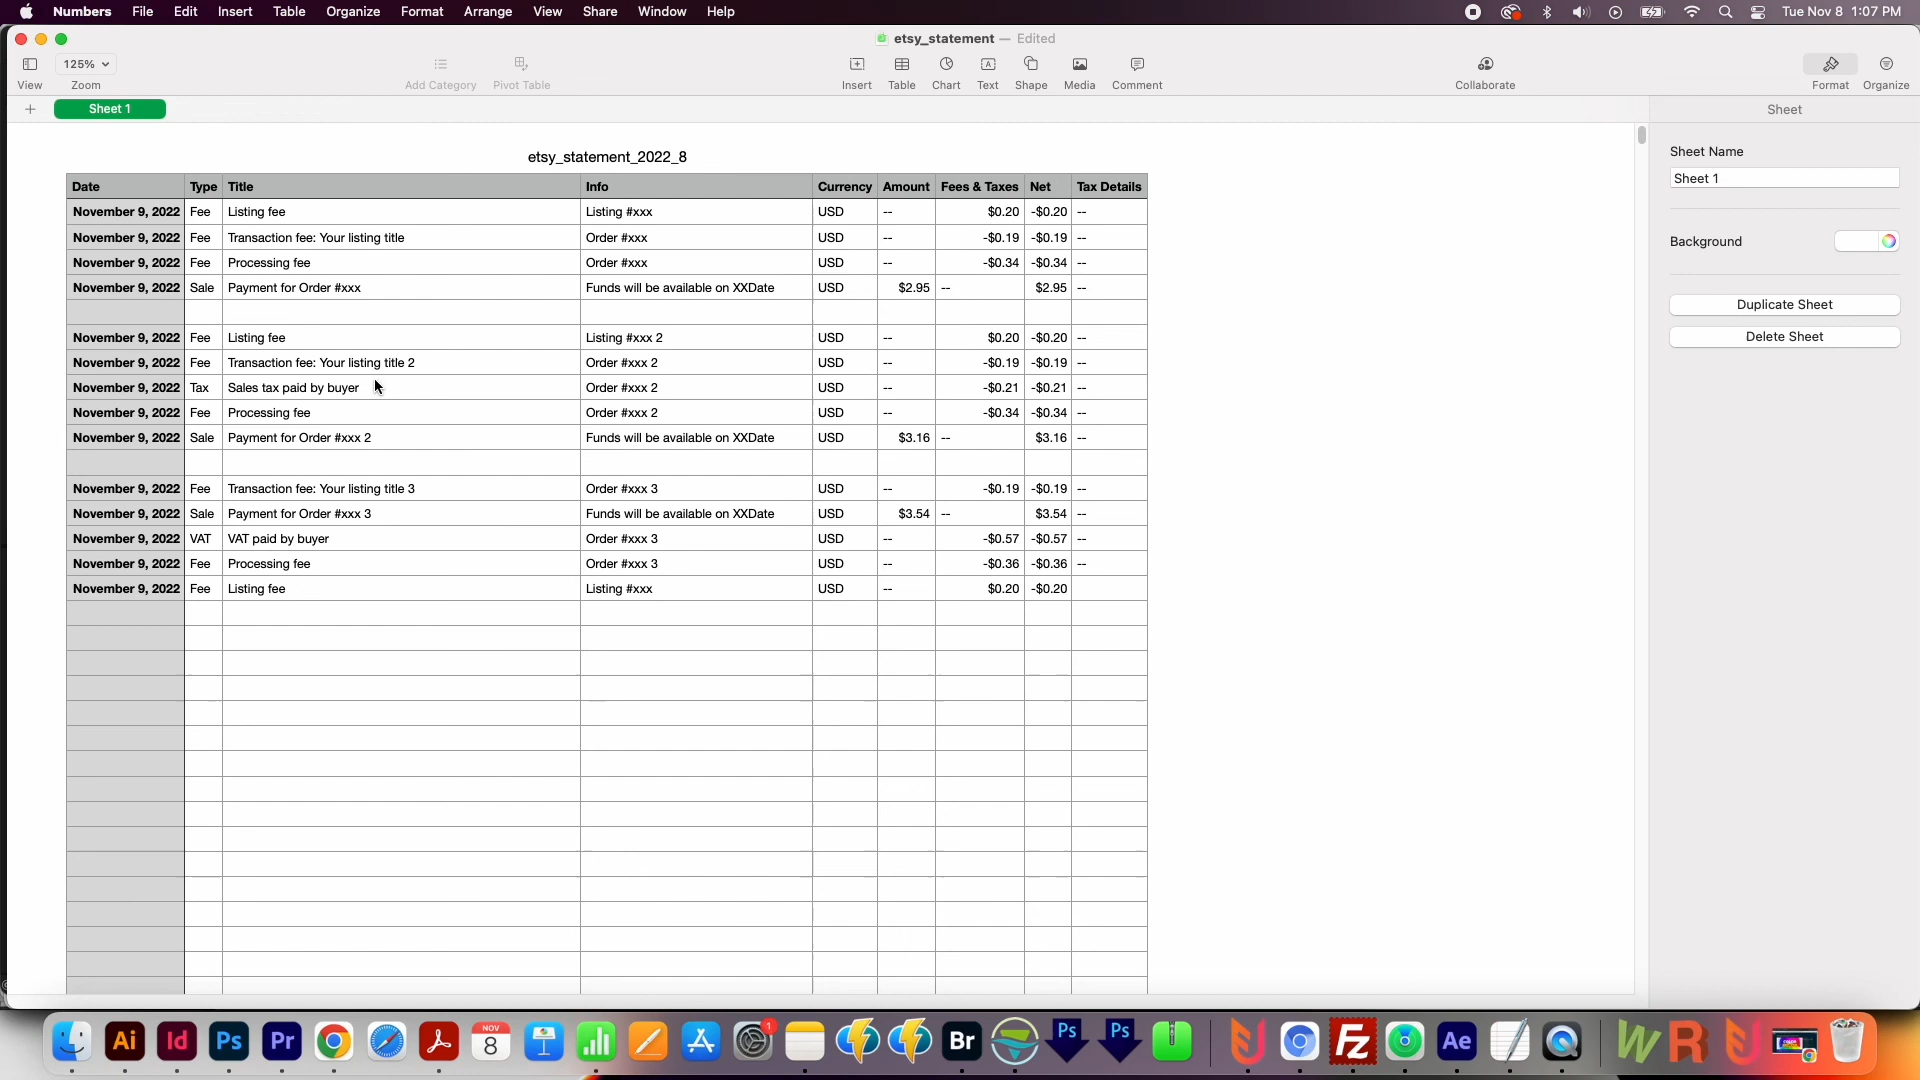 Numbers File Edit Insert Table Organize Format Arrange View Share Window Help Tue Nov 8 1:07 PM
etsy_statement — Edited
125%
View Zoom Add Category Pivot Table Insert Table Chart Text Shape Media Comment Collaborate Format Organize
Sheet 1 Sheet
etsy_statement_2022_8
Date Type Title Info Currency Amount Fees & Taxes Net Tax Details
November 9, 2022 Fee Listing fee Listing #xxx USD -- $0.20 -$0.20 --
November 9, 2022 Fee Transaction fee: Your listing title Order #xxx USD -- -$0.19 -$0.19 --
November 9, 2022 Fee Processing fee Order #xxx USD -- -$0.34 -$0.34 --
November 9, 2022 Sale Payment for Order #xxx Funds will be available on XXDate USD $2.95 -- $2.95 --
November 9, 2022 Fee Listing fee Listing #xxx 2 USD -- $0.20 -$0.20 --
November 9, 2022 Fee Transaction fee: Your listing title 2 Order #xxx 2 USD -- -$0.19 -$0.19 --
November 9, 2022 Tax Sales tax paid by buyer Order #xxx 2 USD -- -$0.21 -$0.21 --
November 9, 2022 Fee Processing fee Order #xxx 2 USD -- -$0.34 -$0.34 --
November 9, 2022 Sale Payment for Order #xxx 2 Funds will be available on XXDate USD $3.16 -- $3.16 --
November 9, 2022 Fee Transaction fee: Your listing title 3 Order #xxx 3 USD -- -$0.19 -$0.19 --
November 9, 2022 Sale Payment for Order #xxx 3 Funds will be available on XXDate USD $3.54 -- $3.54 --
November 9, 2022 VAT VAT paid by buyer Order #xxx 3 USD -- -$0.57 -$0.57 --
November 9, 2022 Fee Processing fee Order #xxx 3 USD -- -$0.36 -$0.36 --
November 9, 2022 Fee Listing fee Listing #xxx USD -- $0.20 -$0.20
Sheet Name
Sheet 1
Background
Duplicate Sheet
Delete Sheet
Ai Id Ps Pr NOV 8 1 Br Ps Ps Fz Ae